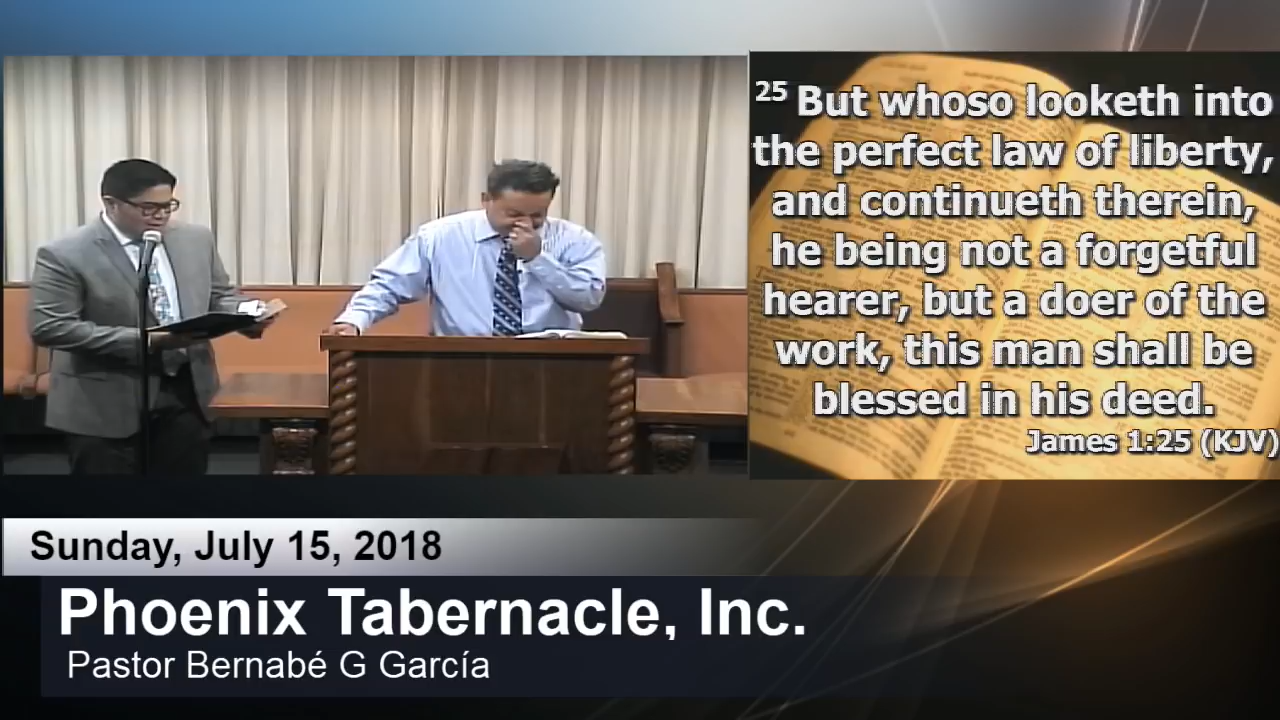 25 But whoso looketh into
the perfect law of liberty,
and continueth therein,
he being not a forgetful
hearer, but a doer of the
work, this man shall be
blessed in his deed.
James 1:25 (KJV)
Sunday, July 15, 2018
Phoenix Tabernacle, Inc.
Pastor Bernabé G García